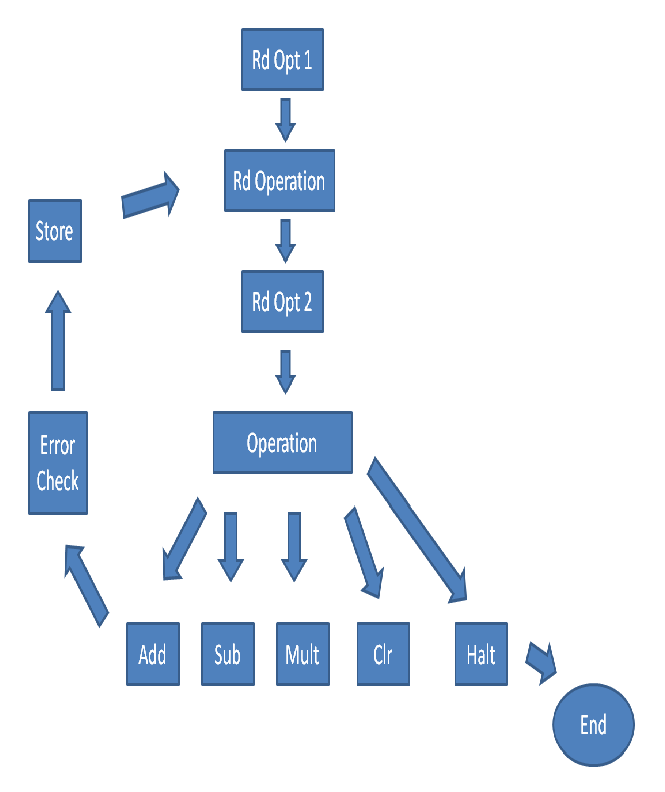 Rd Opt 1
Rd Operation
Store
Rd Opt 2
Operation
Error
Check
Add
Sub
Mult
Clr
Halt
End